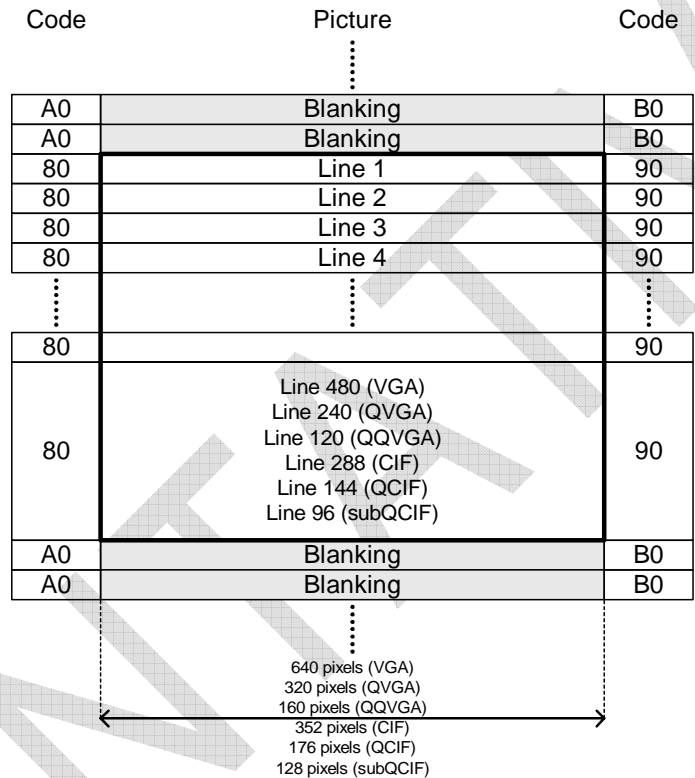 Code Picture Code
A0 Blanking B0
A0 Blanking B0
80 Line 1 90
80 Line 2 90
80 Line 3 90
80 Line 4 90
80 90
Line 480 (VGA)
Line 240 (QVGA)
Line 120 (QQVGA)
80 Line 288 (CIF) 90
Line 144 (QCIF)
Line 96 (subQCIF)
A0 Blanking B0
A0 Blanking B0
640 pixels (VGA)
320 pixels (QVGA)
160 pixels (QQVGA)
352 pixels (CIF)
176 pixels (QCIF)
128 pixels (subQCIF)